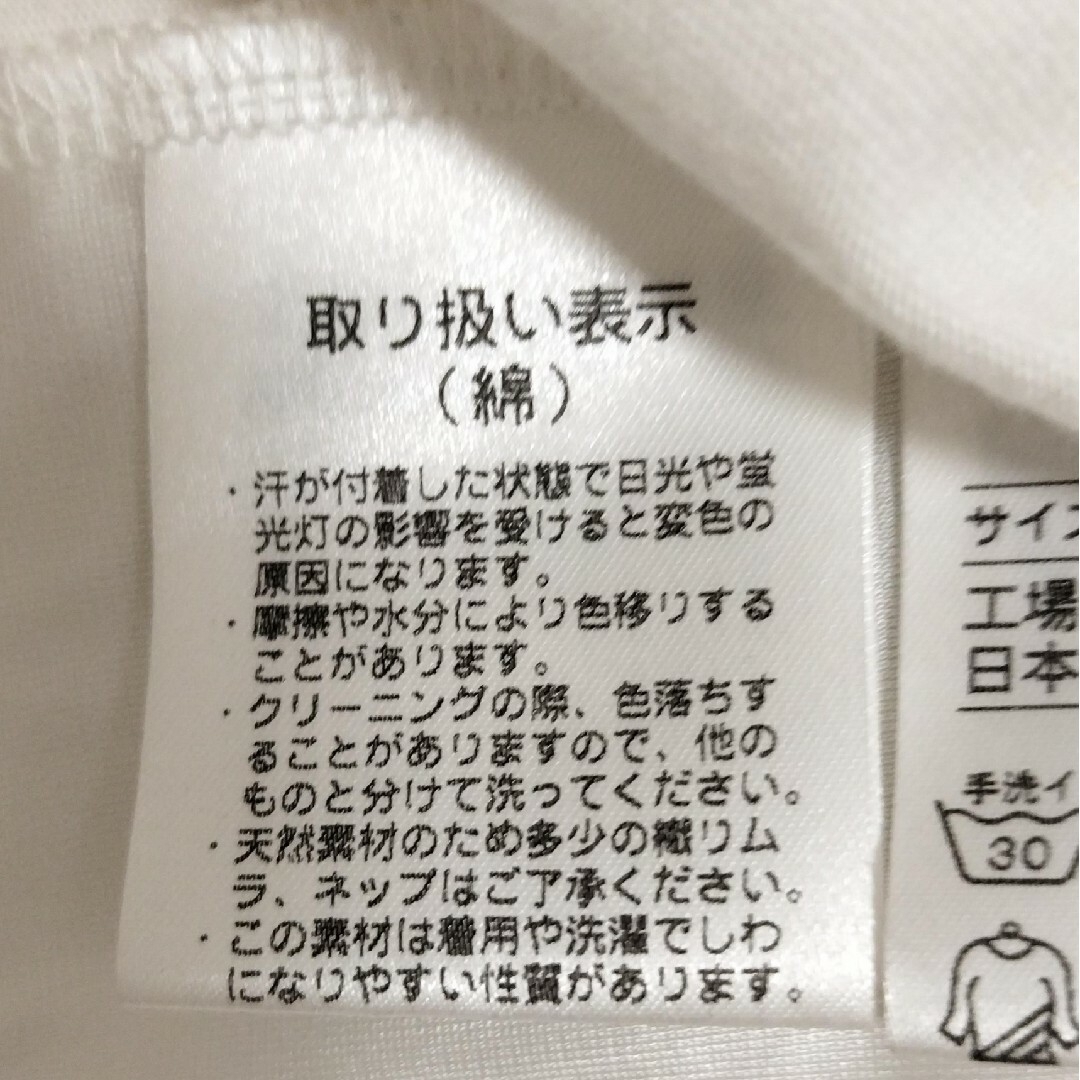 取り扱い表示
（綿）
・汗が付着した状態で日光や蛍
光灯の影響を受けると変色の
原因になります。
・摩擦や水分により色移りする
ことがあります。
・クリーニングの際、色落ちす
ることがありますので、他の
ものと分けて洗ってください。
・天然素材のため多少の織りム
ラ、ネップはご了承ください。
・この素材は着用や洗濯でしわ
になりやすい性質があります。
サイズ
工場
日本
手洗イ
30